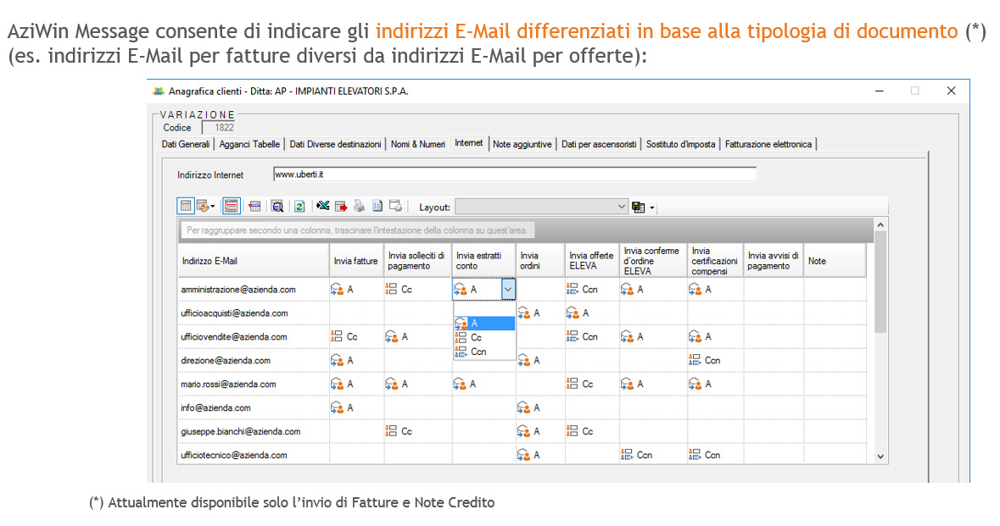 AziWin Message consente di indicare gli indirizzi E-Mail differenziati in base alla tipologia di documento (*)
(es. indirizzi E-Mail per fatture diversi da indirizzi E-Mail per offerte):
Anagrafica clienti - Ditta: AP - IMPIANTI ELEVATORI S.P.A.
VARIAZIONE
Codice 1822
Dati Generali Agganci Tabelle Dati Diverse destinazioni Nomi & Numeri Internet Note aggiuntive Dati per ascensoristi Sostituto d'imposta Fatturazione elettronica
Indirizzo Internet www.uberti.it
Layout:
Per raggruppare secondo una colonna, trascinare l'intestazione della colonna su quest'area.
Indirizzo E-Mail Invia fatture Invia solleciti di pagamento Invia estratti conto Invia ordini Invia offerte ELEVA Invia conferme d'ordine ELEVA Invia certificazioni compensi Invia avvisi di pagamento Note
amministrazione@azienda.com A Cc A Ccn A A
ufficioacquisti@azienda.com A A
A
Cc
Ccn
ufficiovendite@azienda.com Cc A Ccn A A
direzione@azienda.com A A Ccn
mario.rossi@azienda.com A A A Cc A A
info@azienda.com A A
giuseppe.bianchi@azienda.com Cc A Cc
ufficiotecnico@azienda.com A Ccn Ccn
(*) Attualmente disponibile solo l'invio di Fatture e Note Credito